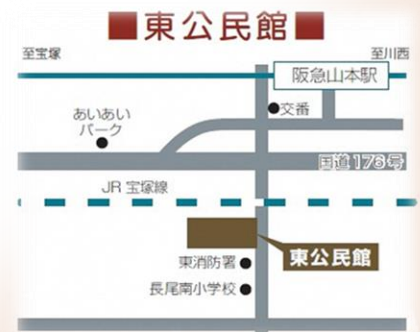 ■東公民館■
至宝塚
至川西
阪急山本駅
交番
あいあい
パーク
国道176号
JR 宝塚線
東公民館
東消防署
長尾南小学校